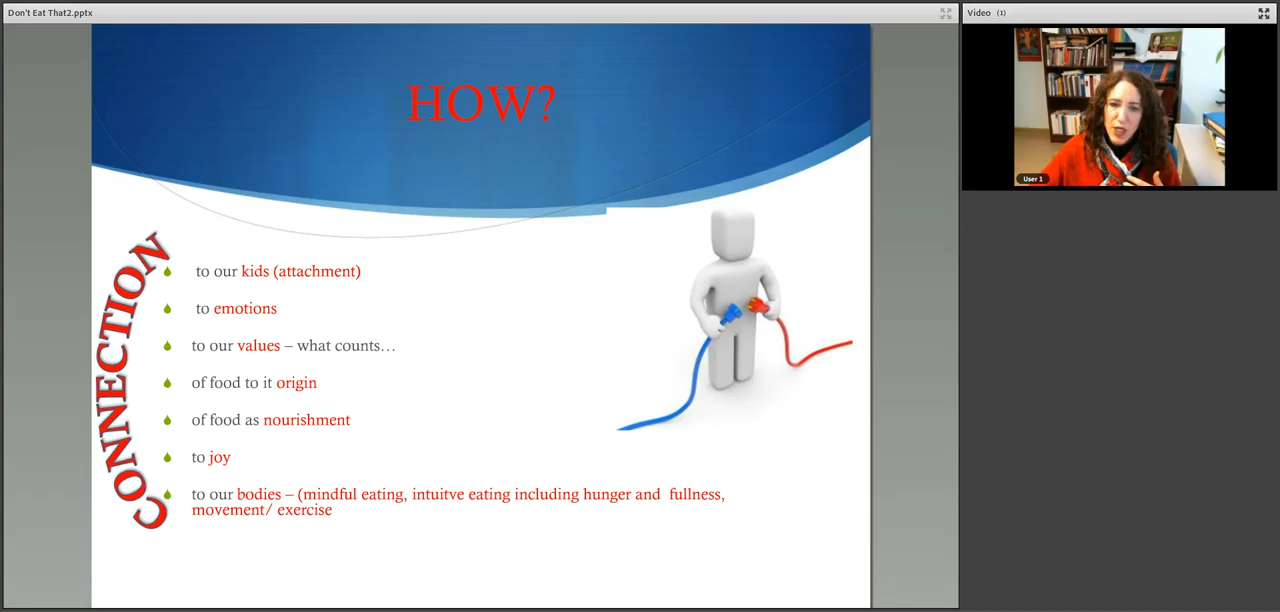 Don't Eat That2.pptx
Video (1)
HOW?
User 1
CONNECTION
to our kids (attachment)
to emotions
to our values – what counts…
of food to it origin
of food as nourishment
to joy
to our bodies – (mindful eating, intuitve eating including hunger and fullness,
movement/ exercise